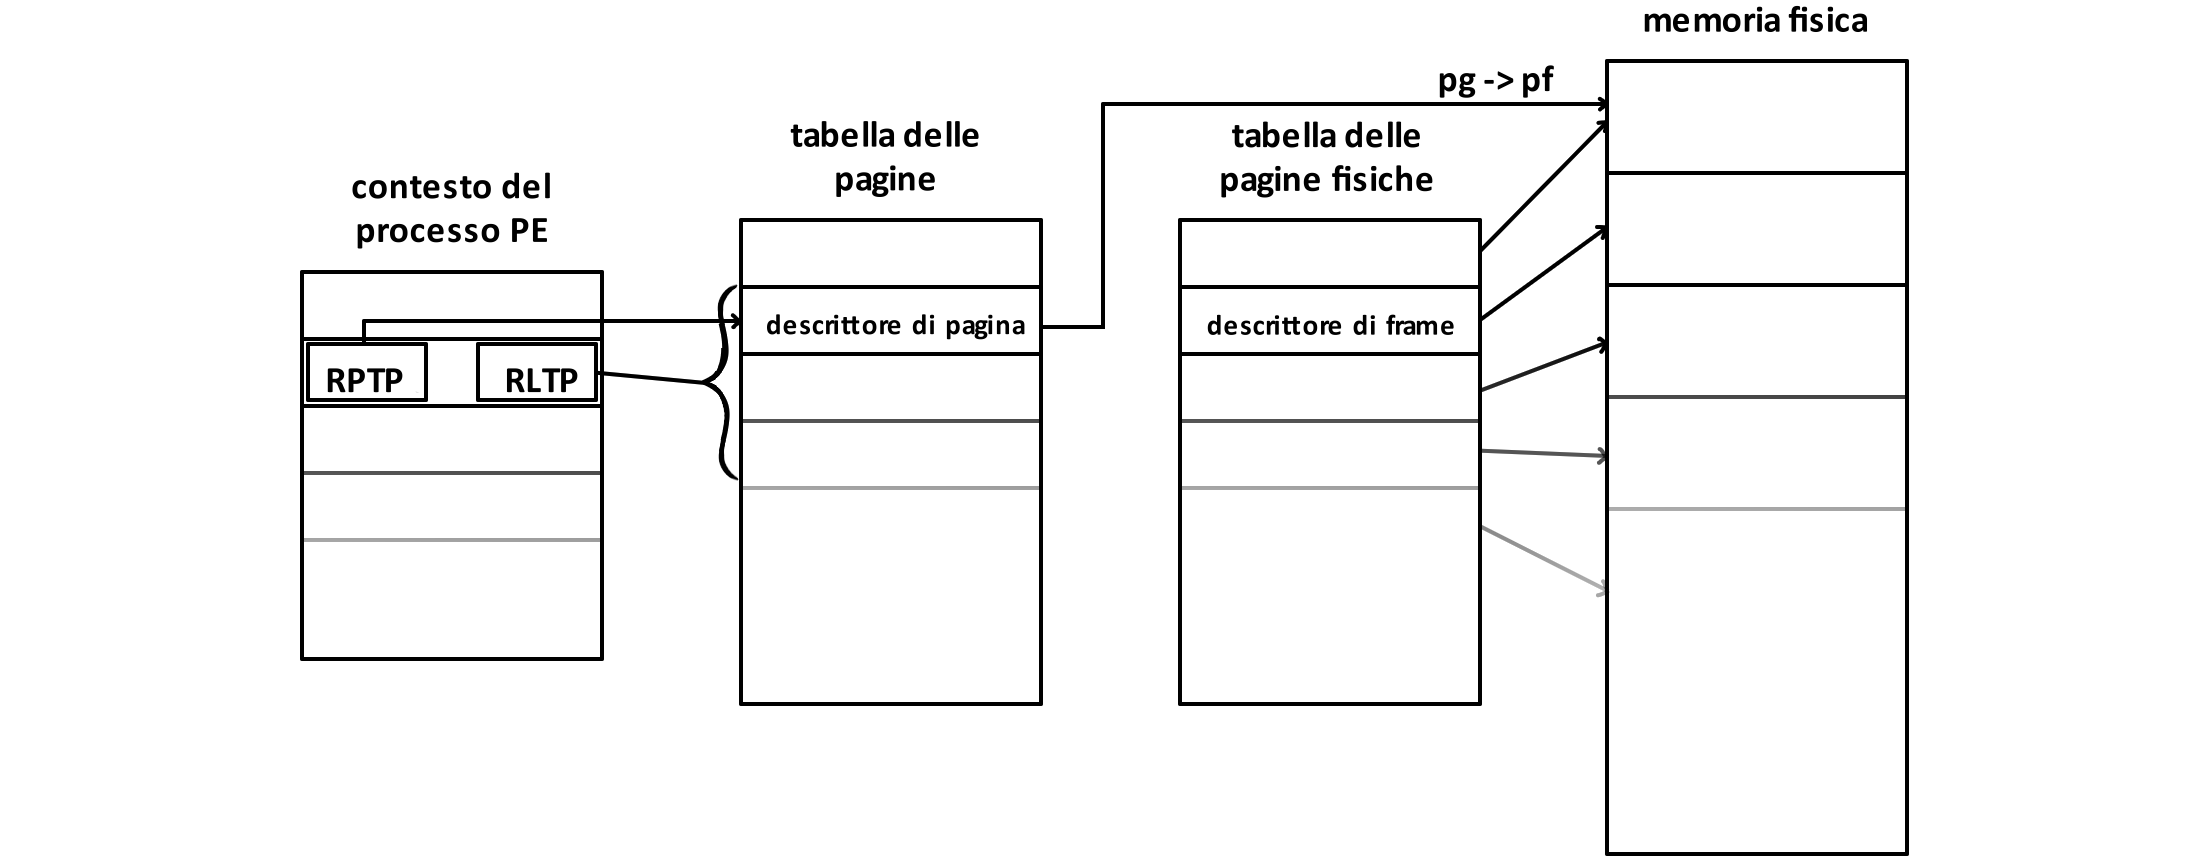 memoria fisica
pg -> pf
tabella delle
pagine
tabella delle
pagine fisiche
contesto del
processo PE
descrittore di pagina
descrittore di frame
RPTP
RLTP